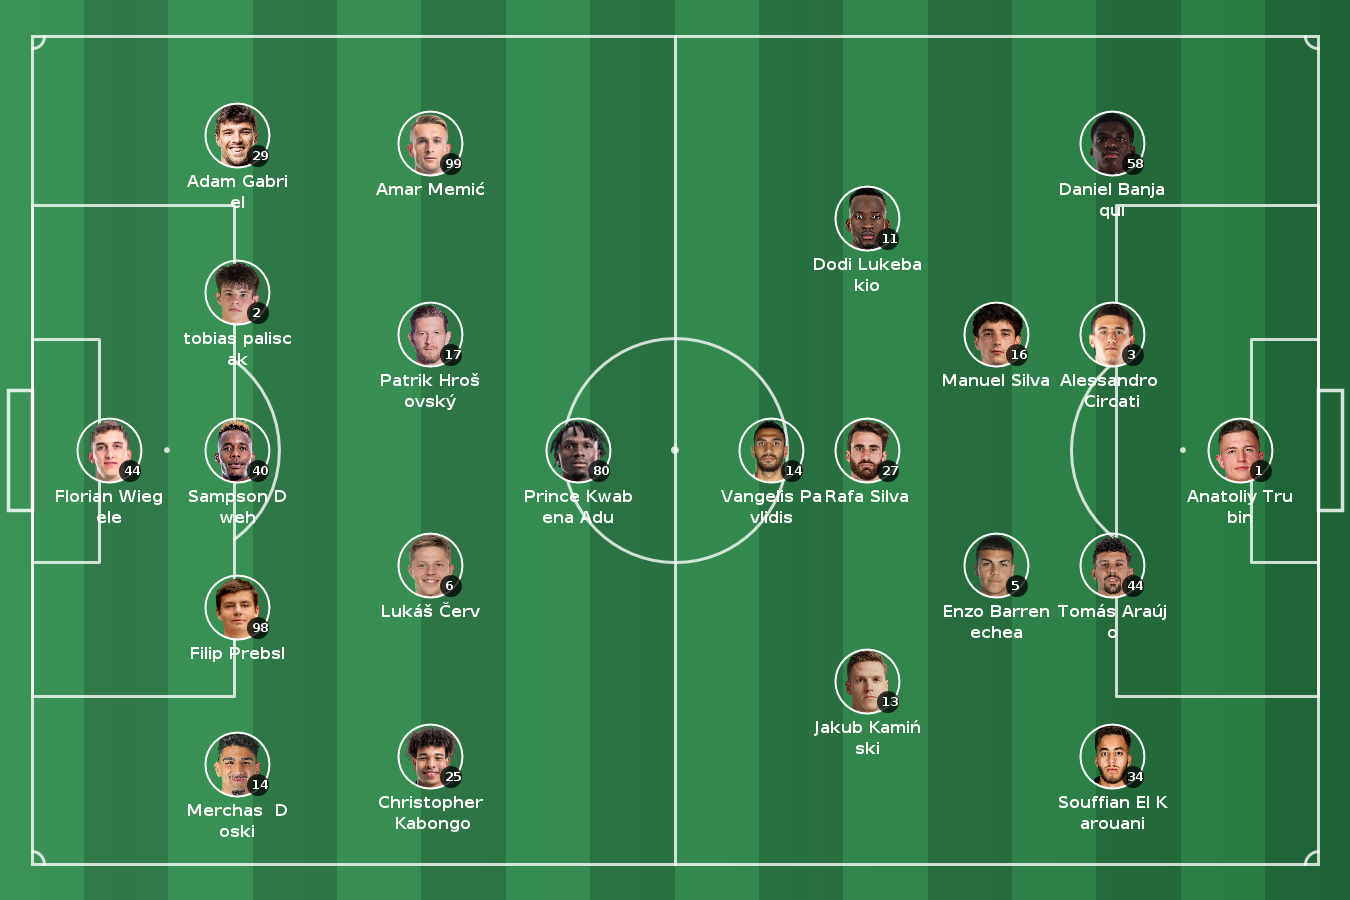 29
Adam Gabri
el
99
Amar Memić
58
Daniel Banja
qui
11
Dodi Lukeba
kio
2
tobias palisc
ak
17
Patrik Hroš
ovský
16
Manuel Silva
3
Alessandro
Circati
44
Florian Wieg
ele
40
Sampson D
weh
80
Prince Kwab
ena Adu
14
Vangelis Pa
vlidis
27
Rafa Silva
1
Anatoliy Tru
bin
98
Filip Prebsl
6
Lukáš Červ
5
Enzo Barren
echea
44
Tomás Araúj
o
13
Jakub Kamiń
ski
14
Merchas  D
oski
25
Christopher
Kabongo
34
Souffian El K
arouani